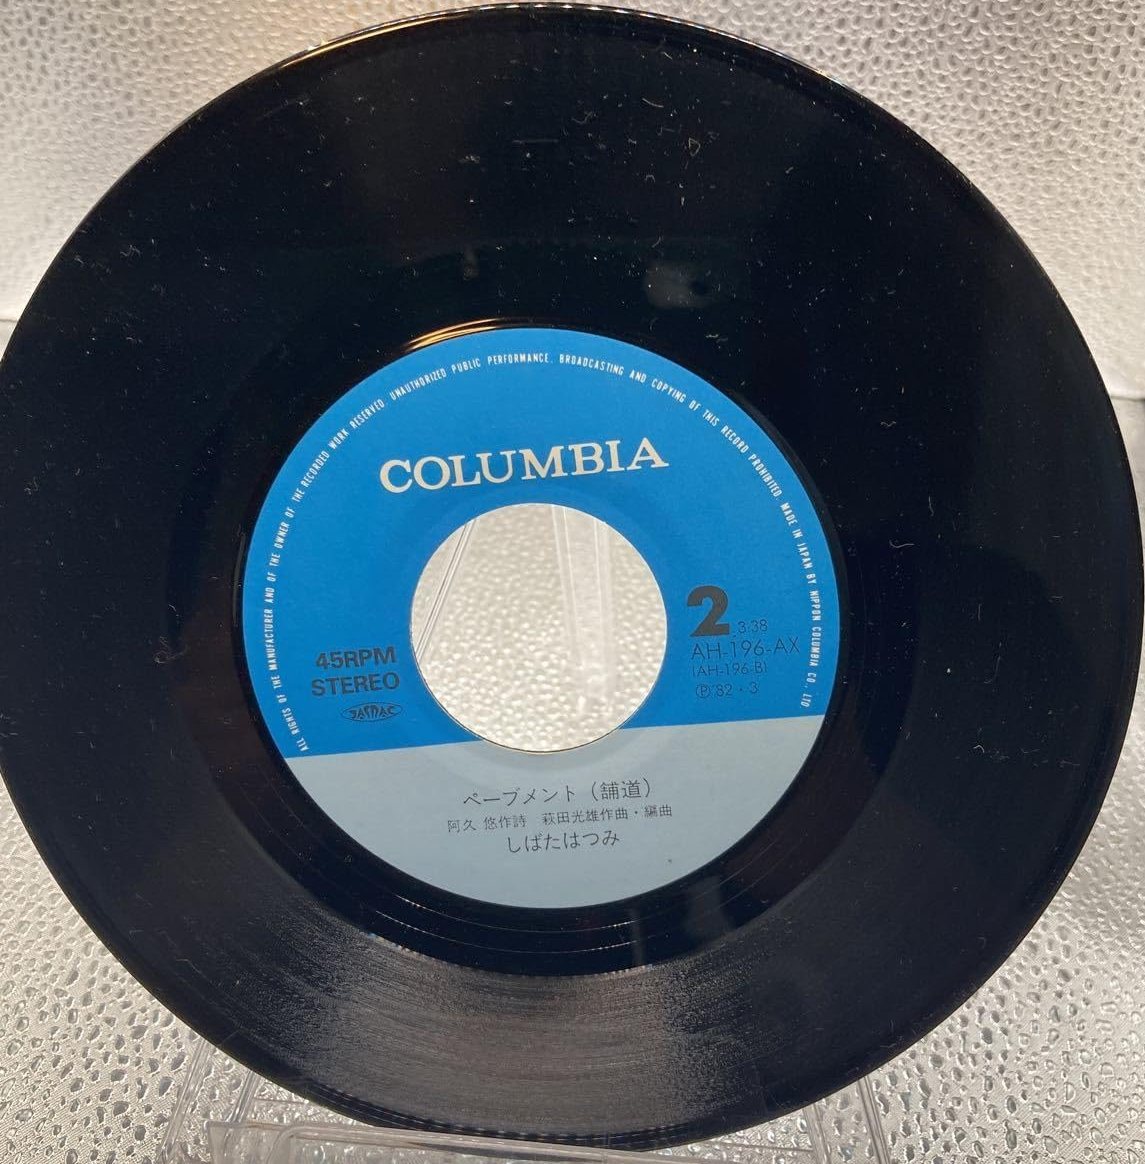 ALL RIGHTS OF THE MANUFACTURER AND OF THE OWNER OF THE RECORDED WORK RESERVED. UNAUTHORIZED PUBLIC PERFORMANCE. BROADCASTING AND COPYING OF THIS RECORD PROHIBITED. MADE IN JAPAN BY NIPPON COLUMBIA CO., LTD
COLUMBIA
2 3:38
AH-196-AX
(AH-196-B)
Ⓟ'82・3
45RPM
STEREO
JASRAC
ペーブメント（舗道）
阿久 悠作詩 萩田光雄作曲・編曲
しばたはつみ